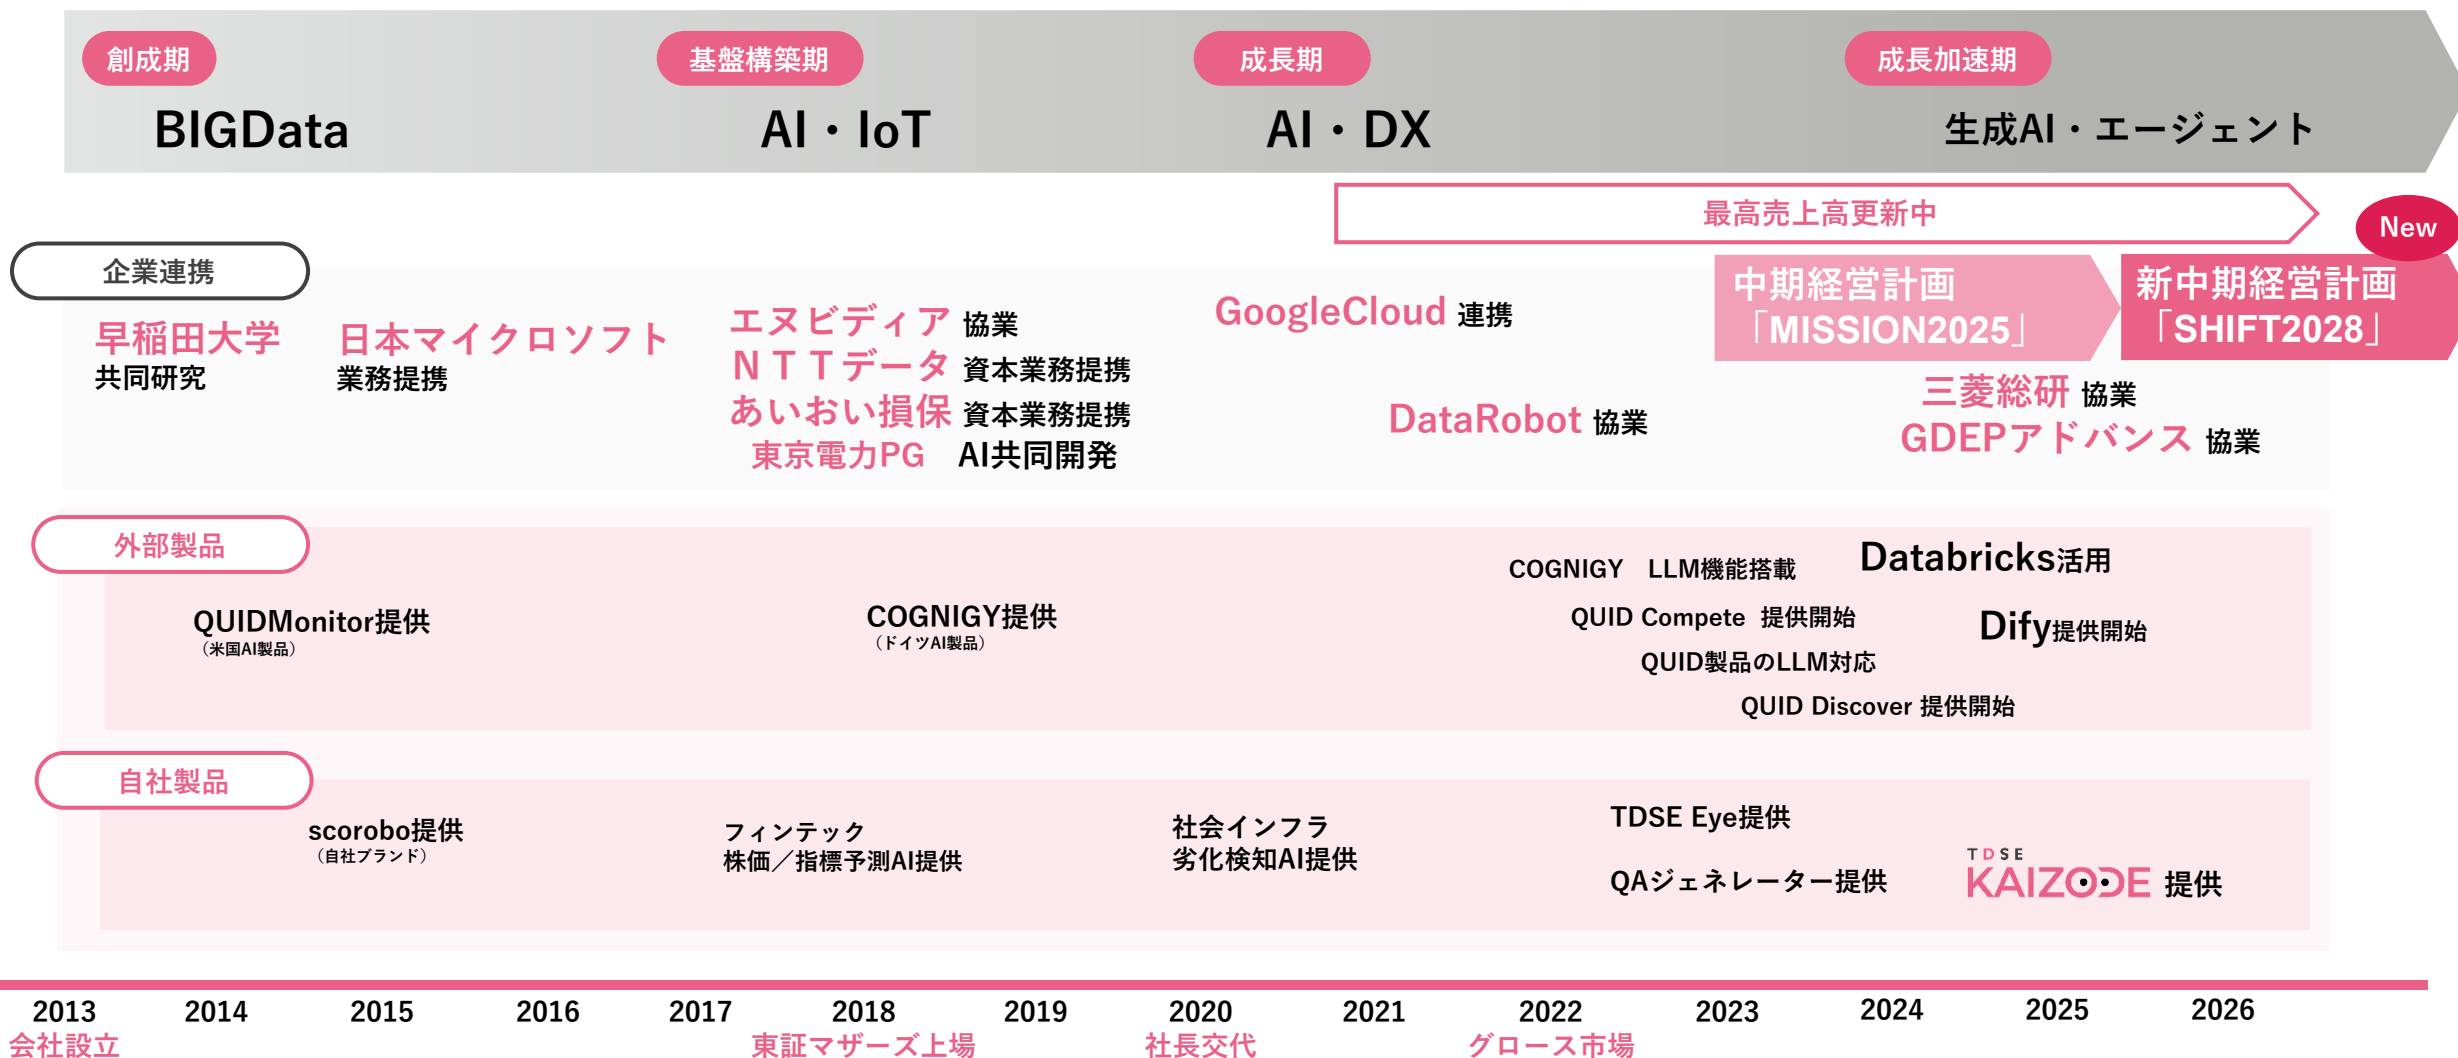 創成期
基盤構築期
成長期
成長加速期
BIGData
AI・IoT
AI・DX
生成AI・エージェント
最高売上高更新中
New
企業連携
中期経営計画
「MISSION2025」
新中期経営計画
「SHIFT2028」
早稲田大学
共同研究
日本マイクロソフト
業務提携
エヌビディア 協業
NTTデータ 資本業務提携
あいおい損保 資本業務提携
東京電力PG AI共同開発
GoogleCloud 連携
DataRobot 協業
三菱総研 協業
GDEPアドバンス 協業
外部製品
QUIDMonitor提供
（米国AI製品）
COGNIGY提供
（ドイツAI製品）
COGNIGY LLM機能搭載
QUID Compete 提供開始
QUID製品のLLM対応
QUID Discover 提供開始
Databricks活用
Dify提供開始
自社製品
scorobo提供
（自社ブランド）
フィンテック
株価／指標予測AI提供
社会インフラ
劣化検知AI提供
TDSE Eye提供
QAジェネレーター提供
TDSE
KAIZODE 提供
2013 2014 2015 2016 2017 2018 2019 2020 2021 2022 2023 2024 2025 2026
会社設立 東証マザーズ上場 社長交代 グロース市場